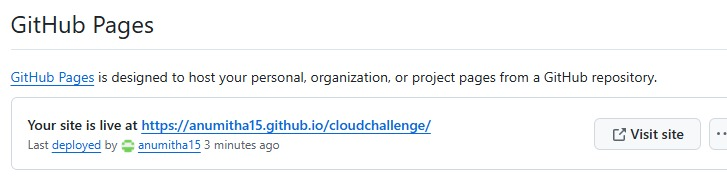 GitHub Pages
GitHub Pages is designed to host your personal, organization, or project pages from a GitHub repository.
Your site is live at https://anumitha15.github.io/cloudchallenge/
Last deployed by anumitha15 3 minutes ago
Visit site